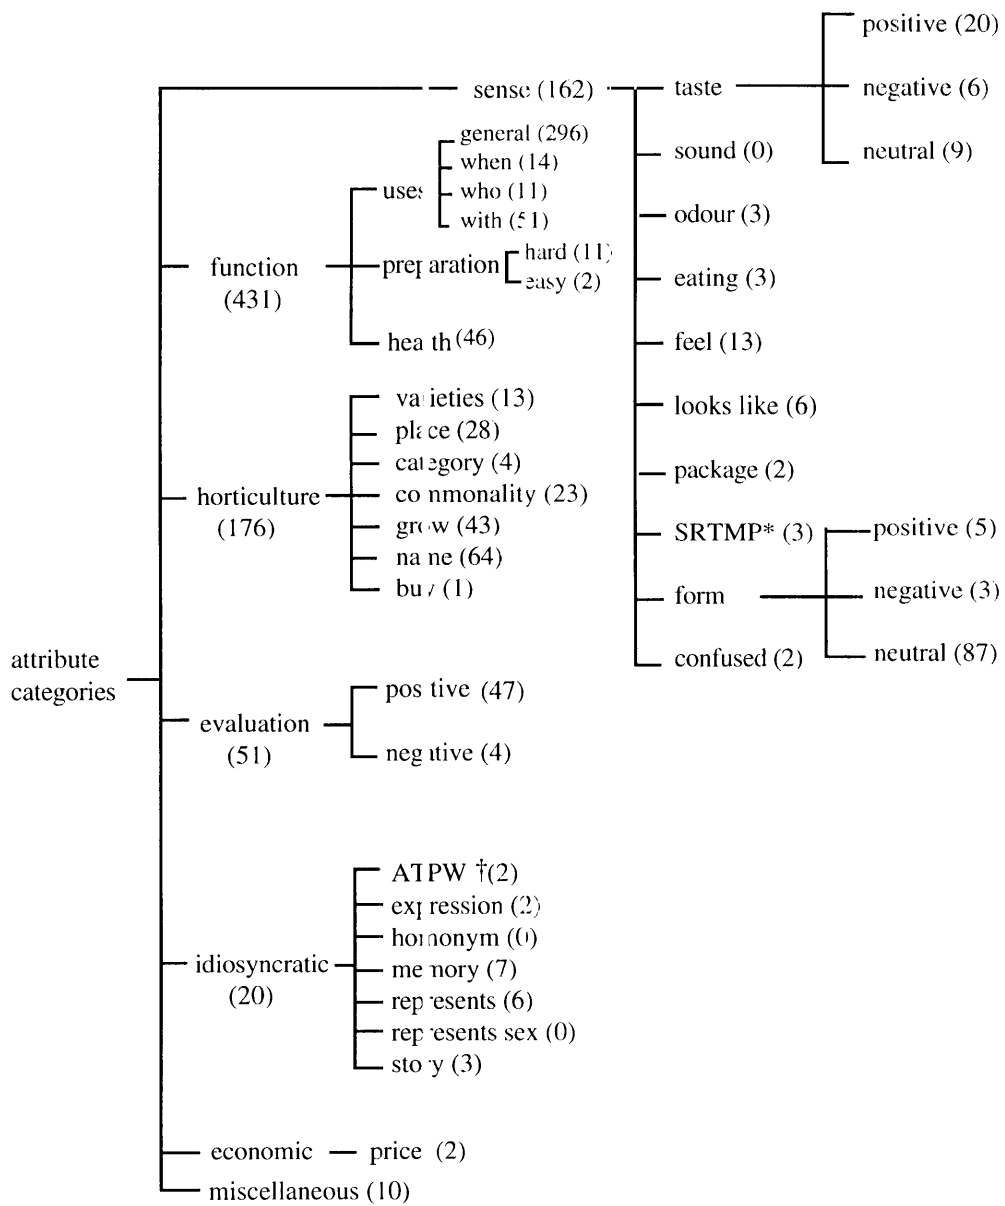 positive (20)
sense (162)
taste
negative (6)
neutral (9)
general (296)
when (14)
uses
who (11)
with (51)
sound (0)
odour (3)
function
(431)
preparation
hard (11)
easy (2)
eating (3)
health (46)
feel (13)
varieties (13)
looks like (6)
place (28)
category (4)
package (2)
horticulture
(176)
commonality (23)
grow (43)
name (64)
buy (1)
SRTMP* (3)
positive (5)
form
negative (3)
neutral (87)
confused (2)
attribute
categories
evaluation
(51)
positive (47)
negative (4)
ATPW †(2)
expression (2)
homonym (0)
idiosyncratic
(20)
memory (7)
represents (6)
represents sex (0)
story (3)
economic
price (2)
miscellaneous (10)